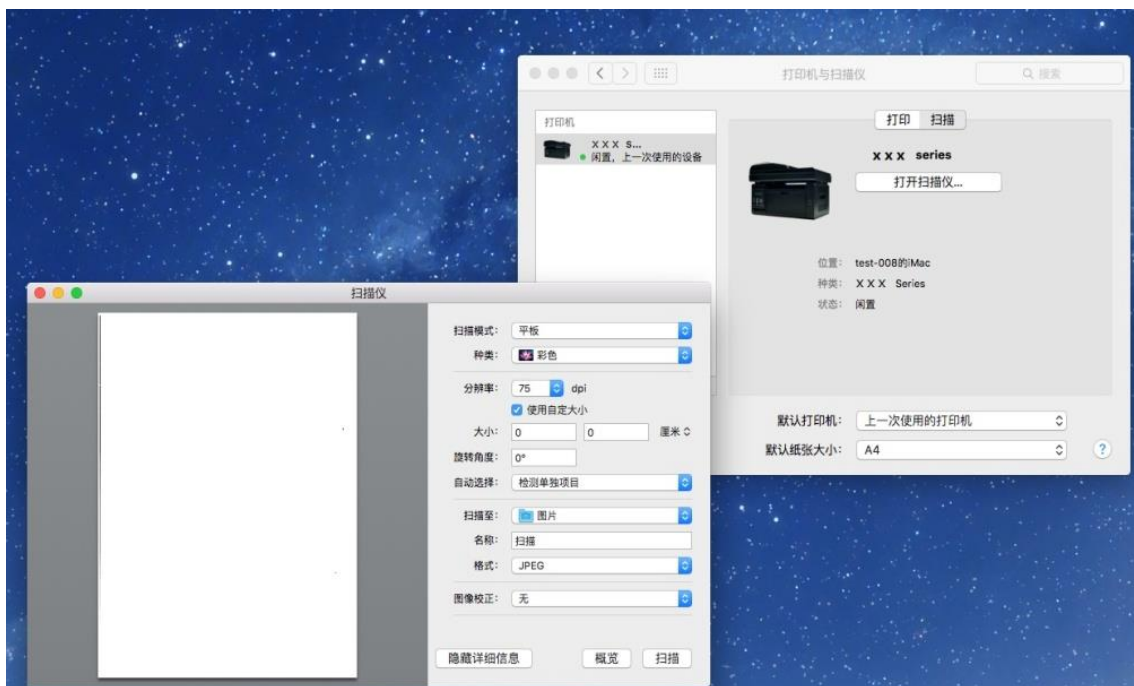 打印机与扫描仪
搜索
打印机
X X X S...
闲置，上一次使用的设备
打印 扫描
X X X series
打开扫描仪...
位置： test-008的iMac
种类： X X X Series
状态： 闲置
默认打印机： 上一次使用的打印机
默认纸张大小： A4
?
扫描仪
扫描模式： 平板
种类： 彩色
分辨率： 75 dpi
使用自定大小
大小： 0 0 厘米
旋转角度： 0°
自动选择： 检测单独项目
扫描至： 图片
名称： 扫描
格式： JPEG
图像校正： 无
隐藏详细信息 概览 扫描